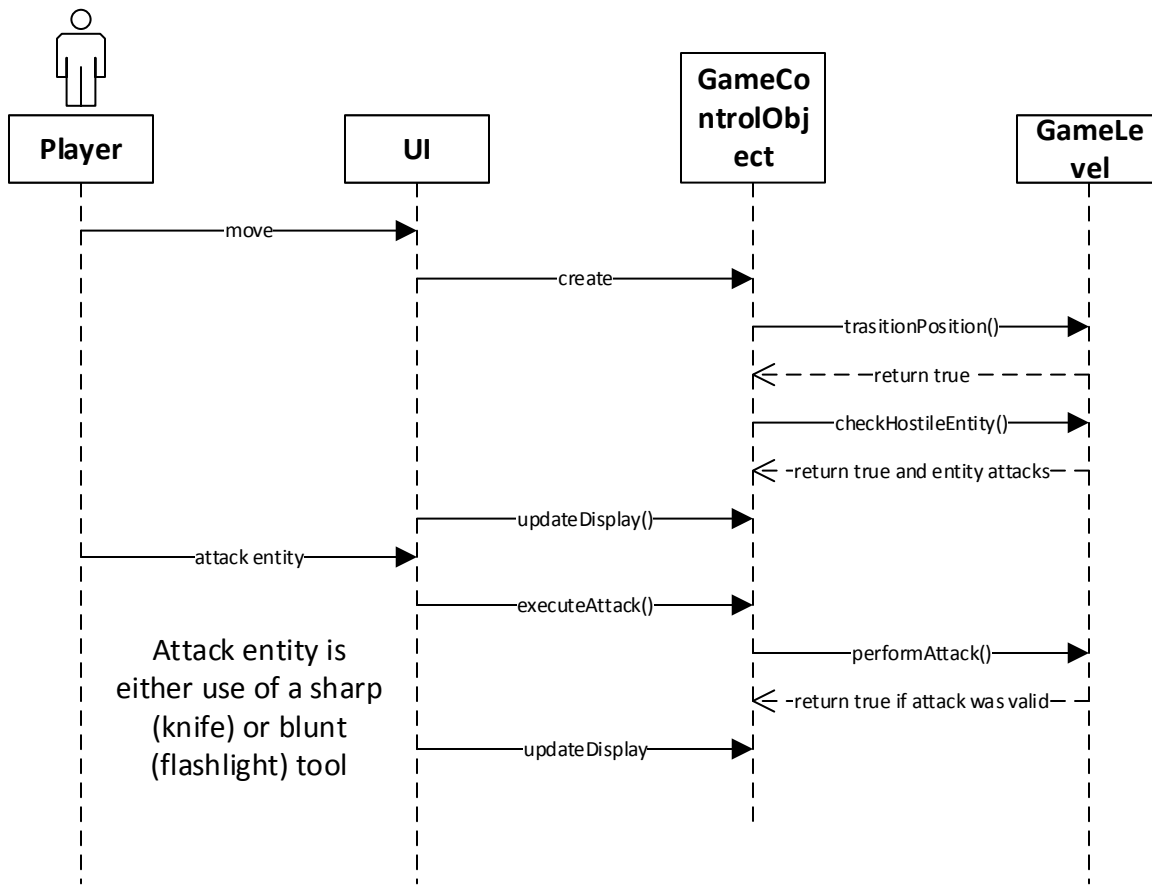 Player
UI
GameCo
ntrolObj
ect
GameLe
vel
move
create
trasitionPosition()
return true
checkHostileEntity()
return true and entity attacks
updateDisplay()
attack entity
executeAttack()
Attack entity is
either use of a sharp
(knife) or blunt
(flashlight) tool
performAttack()
return true if attack was valid
updateDisplay